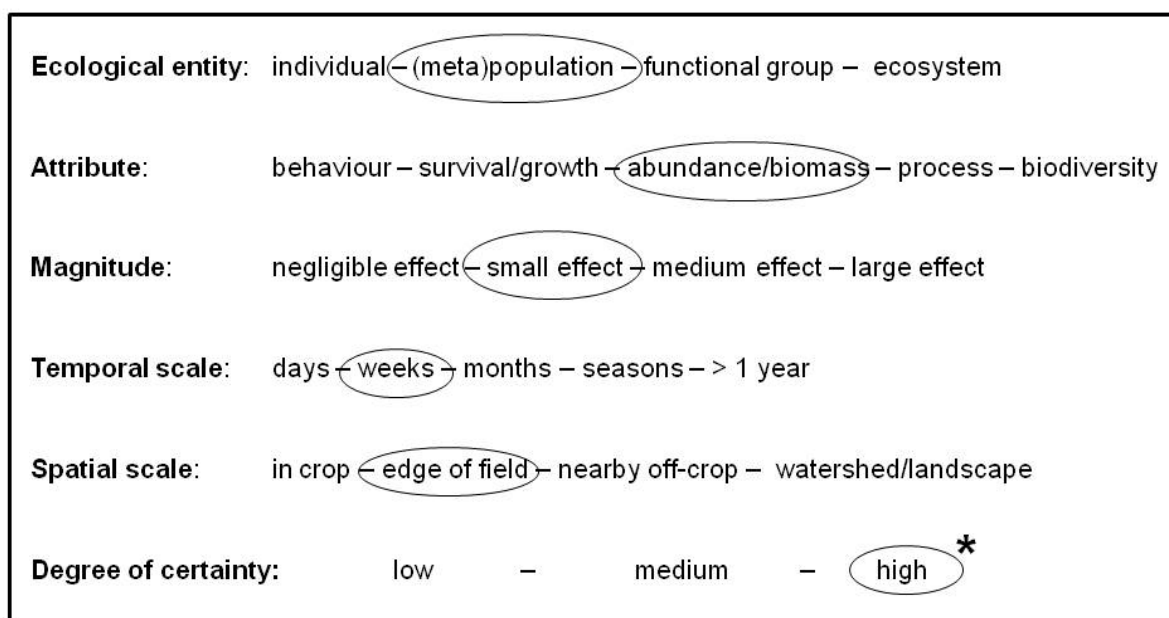 Ecological entity: individual – (meta)population – functional group – ecosystem
Attribute: behaviour – survival/growth – abundance/biomass – process – biodiversity
Magnitude: negligible effect – small effect – medium effect – large effect
Temporal scale: days – weeks – months – seasons – > 1 year
Spatial scale: in crop – edge of field – nearby off-crop – watershed/landscape
Degree of certainty: low – medium – high *